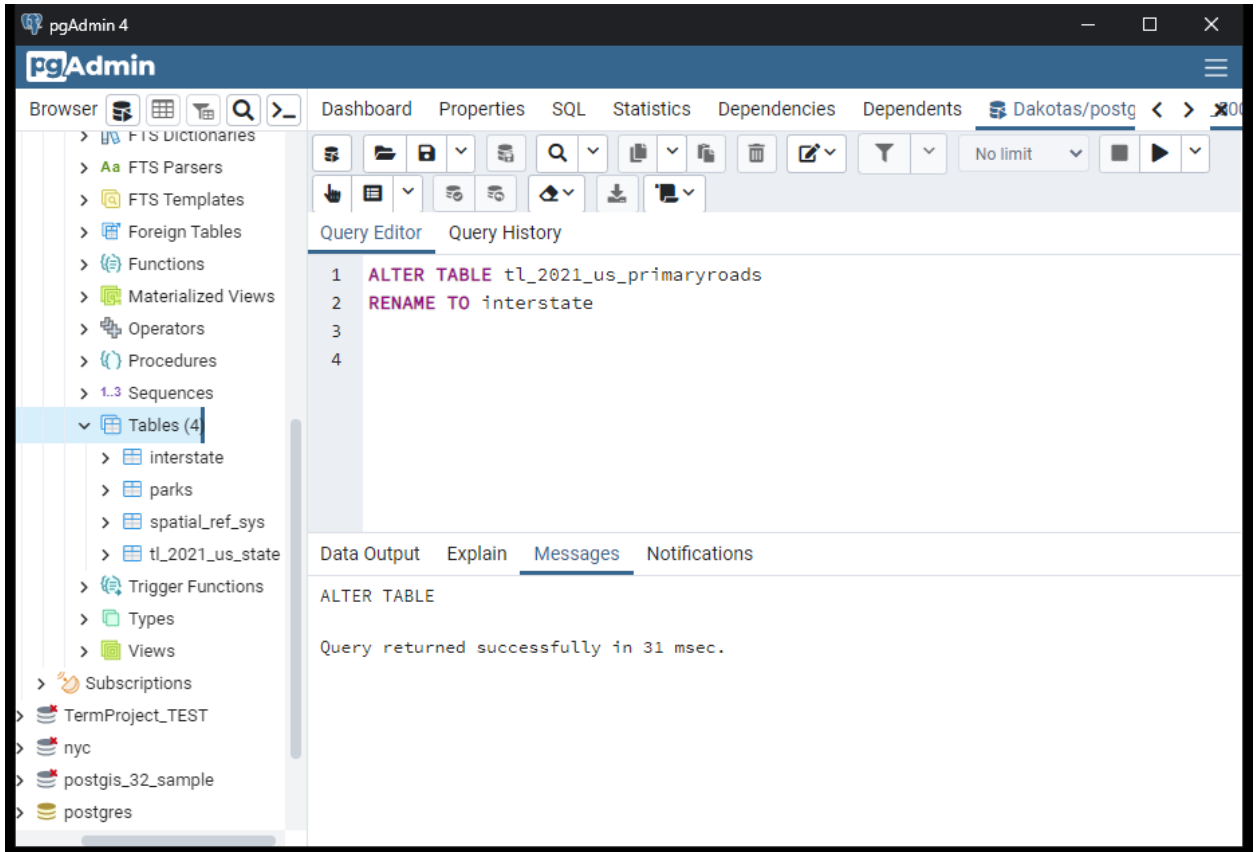 pgAdmin 4
pgAdmin
Browser
Dashboard Properties SQL Statistics Dependencies Dependents Dakotas/postg
FTS Dictionaries
Aa FTS Parsers
FTS Templates
Foreign Tables
Functions
Materialized Views
Operators
Procedures
1..3 Sequences
Tables (4)
interstate
parks
spatial_ref_sys
tl_2021_us_state
Trigger Functions
Types
Views
Subscriptions
TermProject_TEST
nyc
postgis_32_sample
postgres
No limit
Query Editor Query History
1 ALTER TABLE tl_2021_us_primaryroads
2 RENAME TO interstate
3
4
Data Output Explain Messages Notifications
ALTER TABLE
Query returned successfully in 31 msec.